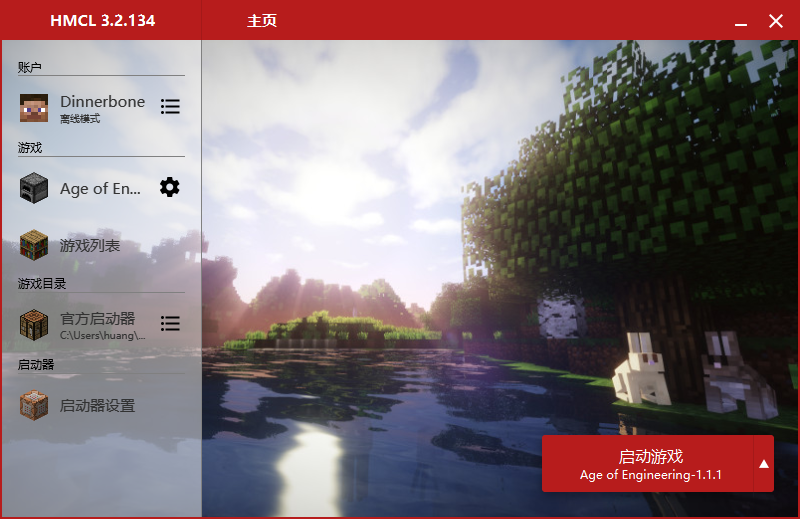 HMCL 3.2.134
主页
账户
Dinnerbone
离线模式
游戏
Age of En...
游戏列表
游戏目录
官方启动器
C:\Users\huang\...
启动器
启动器设置
启动游戏
Age of Engineering-1.1.1